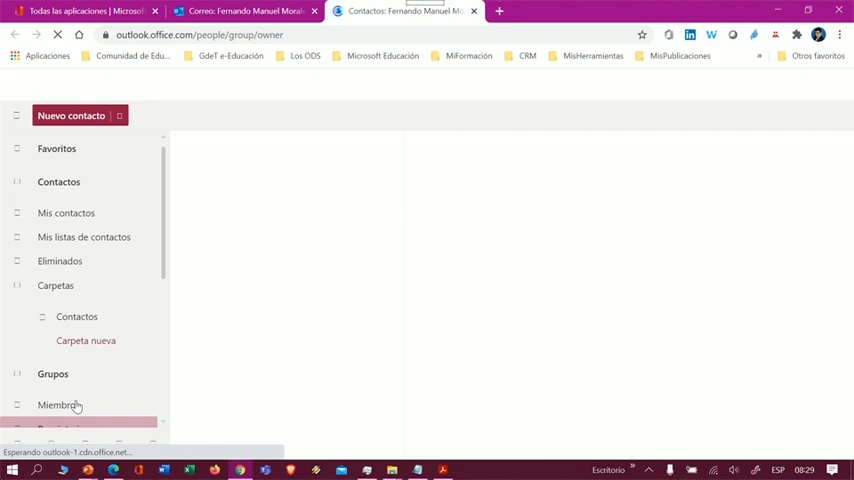 Todas las aplicaciones | Microsof
Correo: Fernando Manuel Moral
Contactos: Fernando Manuel Mo
outlook.office.com/people/group/owner
Aplicaciones
Comunidad de Edu...
GdeT e-Educación
Los ODS
Microsoft Educación
MiFormación
CRM
MisHerramientas
MisPublicaciones
»
Otros favoritos
Nuevo contacto
Favoritos
Contactos
Mis contactos
Mis listas de contactos
Eliminados
Carpetas
Contactos
Carpeta nueva
Grupos
Miembro
Esperando outlook-1.cdn.office.net...
Escritorio
»
ESP
08:29